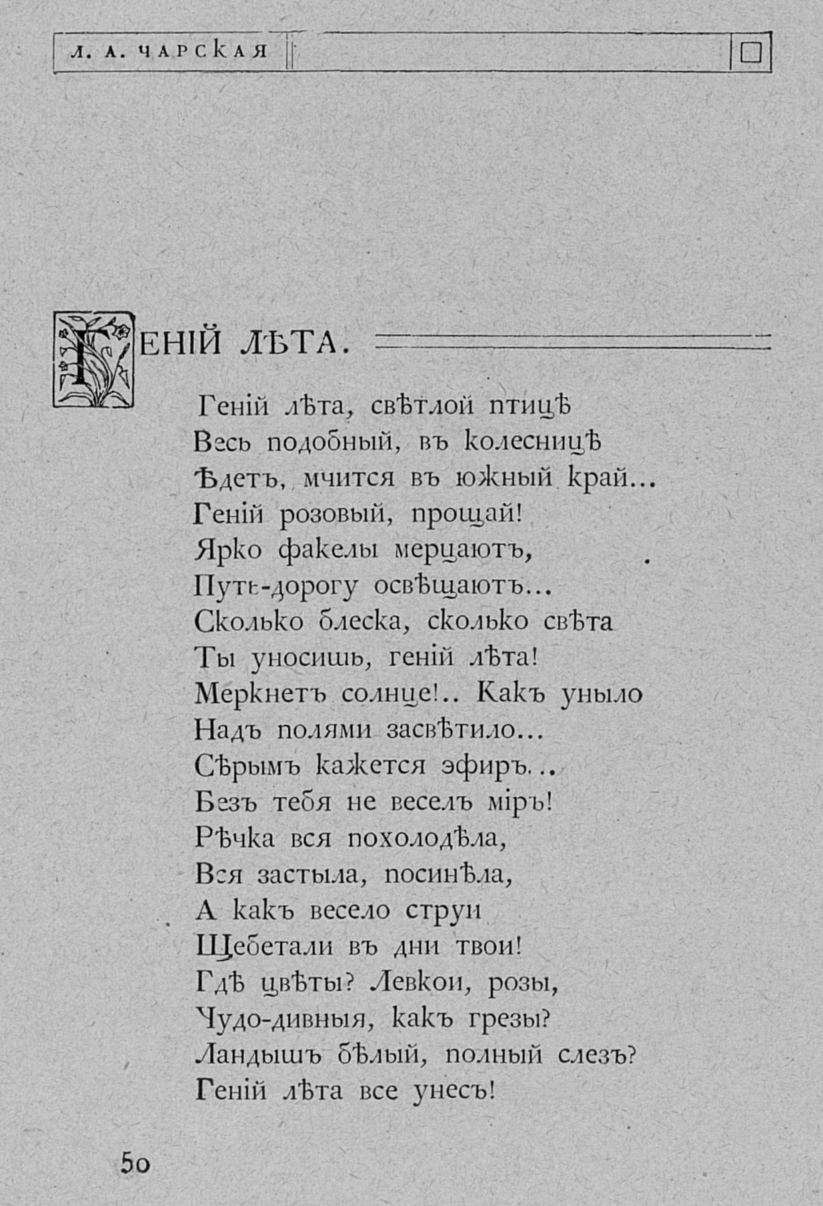 Л. А. ЧАРСКАЯ
ГЕНІЙ ЛѢТА.
Геній лѣта, свѣтлой птицѣ
Весь подобный, въ колесницѣ
Ѣдетъ, мчится въ южный край...
Геній розовый, прощай!
Ярко факелы мерцаютъ,
Путь-дорогу освѣщаютъ...
Сколько блеска, сколько свѣта
Ты уносишь, геній лѣта!
Меркнетъ солнце!.. Какъ уныло
Надъ полями засвѣтило...
Сѣрымъ кажется эфиръ...
Безъ тебя не веселъ міръ!
Рѣчка вся похолодѣла,
Вся застыла, посинѣла,
А какъ весело струи
Щебетали въ дни твои!
Гдѣ цвѣты? Левкои, розы,
Чудо-дивныя, какъ грезы?
Ландышъ бѣлый, полный слезъ?
Геній лѣта все унесъ!
50